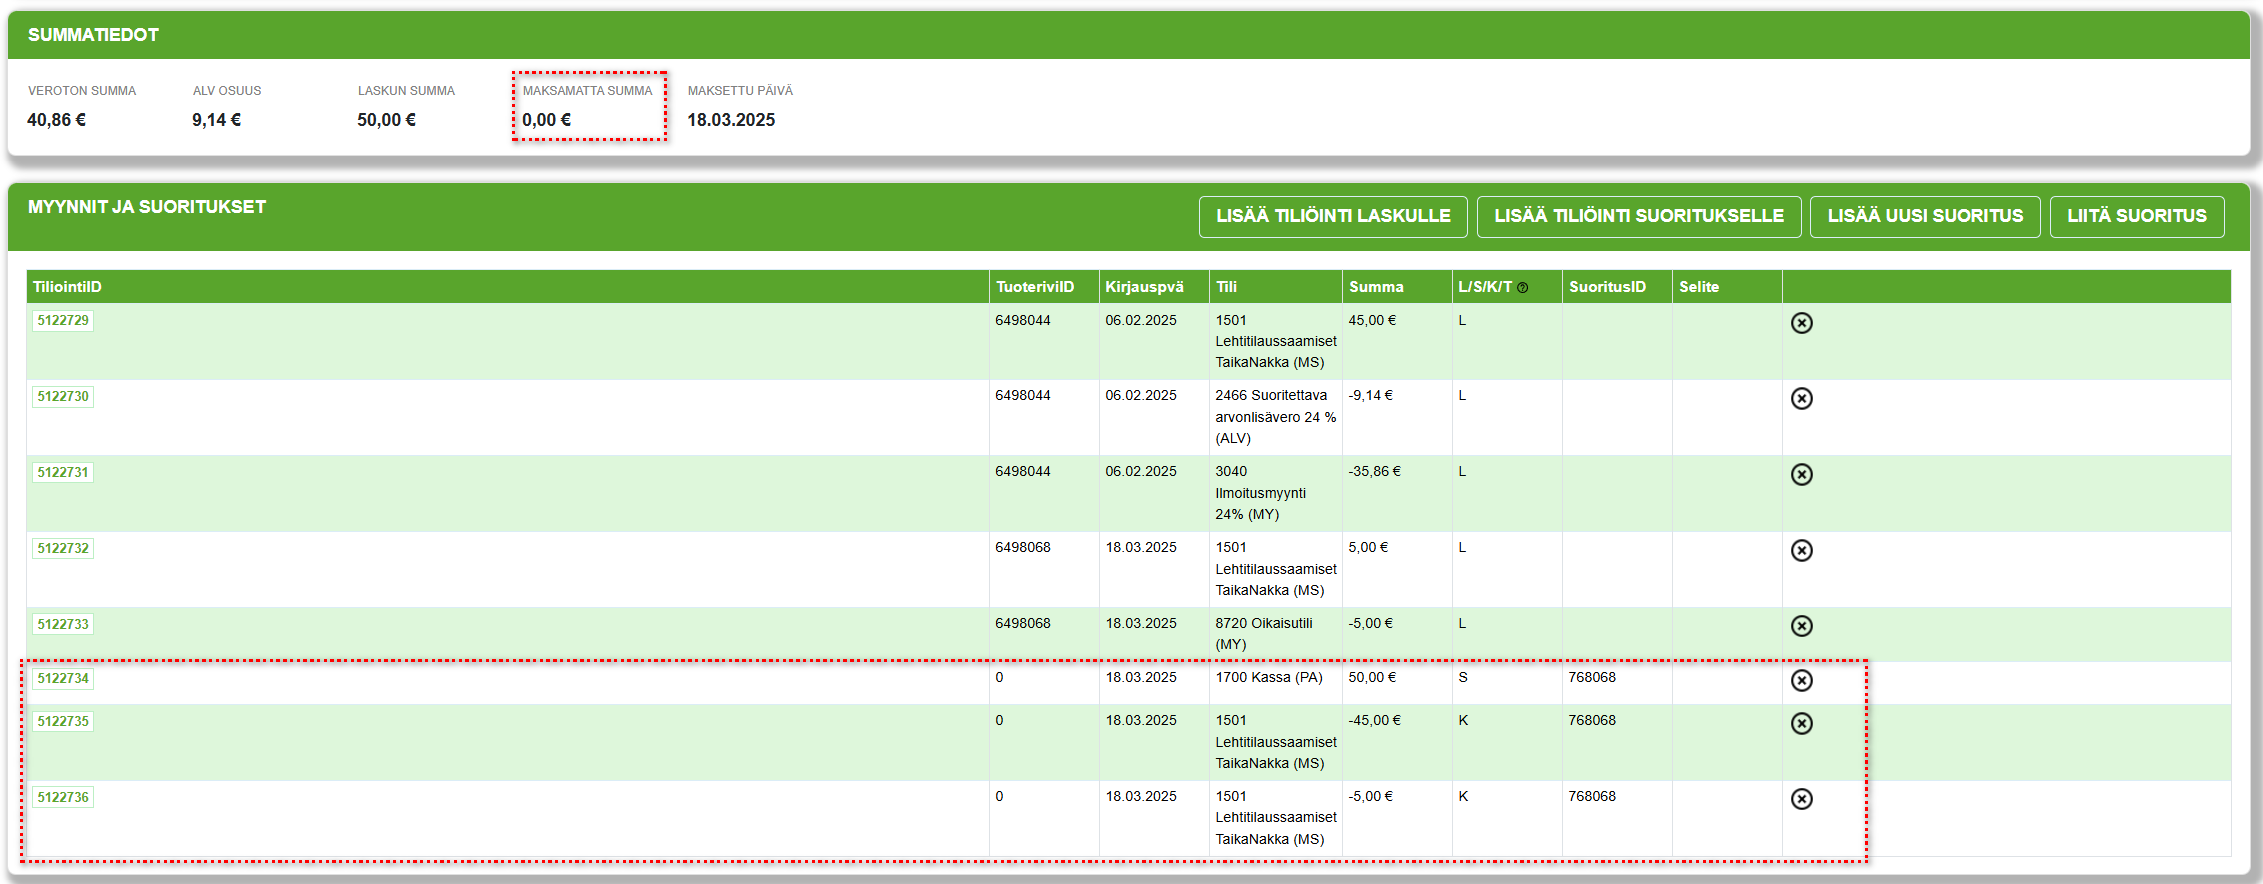 SUMMATIEDOT
VEROTON SUMMA ALV OSUUS LASKUN SUMMA MAKSAMATTA SUMMA MAKSETTU PÄIVÄ
40,86 € 9,14 € 50,00 € 0,00 € 18.03.2025
MYYNNIT JA SUORITUKSET LISÄÄ TILIÖINTI LASKULLE LISÄÄ TILIÖINTI SUORITUKSELLE LISÄÄ UUSI SUORITUS LIITÄ SUORITUS
TiliointiID TuoteriviID Kirjauspvä Tili Summa L/S/K/T SuoritusID Selite
5122729 6498044 06.02.2025 1501 45,00 € L
Lehtitilaussaamiset
TaikaNakka (MS)
5122730 6498044 06.02.2025 2466 Suoritettava -9,14 € L
arvonlisävero 24 %
(ALV)
5122731 6498044 06.02.2025 3040 -35,86 € L
Ilmoitusmyynti
24% (MY)
5122732 6498068 18.03.2025 1501 5,00 € L
Lehtitilaussaamiset
TaikaNakka (MS)
5122733 6498068 18.03.2025 8720 Oikaisutili -5,00 € L
(MY)
5122734 0 18.03.2025 1700 Kassa (PA) 50,00 € S 768068
5122735 0 18.03.2025 1501 -45,00 € K 768068
Lehtitilaussaamiset
TaikaNakka (MS)
5122736 0 18.03.2025 1501 -5,00 € K 768068
Lehtitilaussaamiset
TaikaNakka (MS)